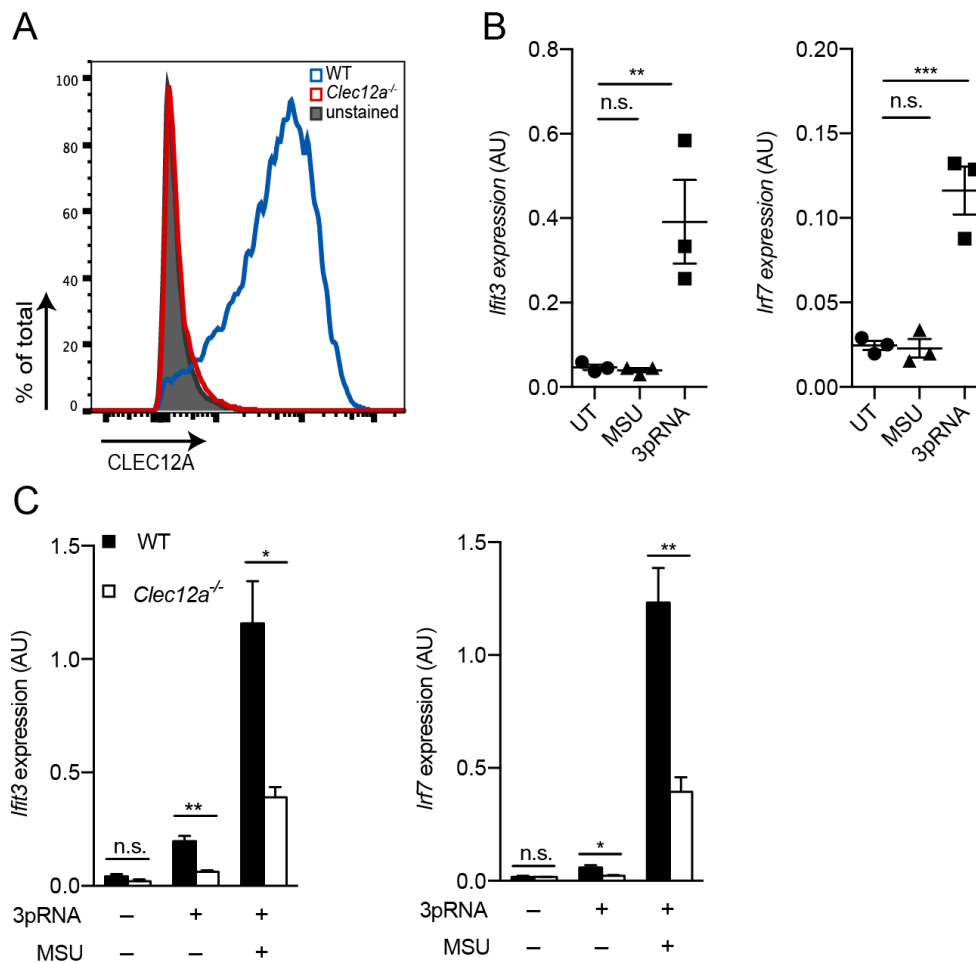 A
WT
Clec12a-/-
unstained
100
80
60
40
20
0
% of total
CLEC12A
B
0.8
0.6
0.4
0.2
0.0
Ifit3 expression (AU)
**
n.s.
UT
MSU
3pRNA
0.20
0.15
0.10
0.05
0.00
Irf7 expression (AU)
***
n.s.
UT
MSU
3pRNA
C
WT
Clec12a-/-
1.5
1.0
0.5
0.0
Ifit3 expression (AU)
n.s.
**
*
3pRNA – + +
MSU – – +
1.5
1.0
0.5
0.0
Irf7 expression (AU)
n.s.
*
**
3pRNA – + +
MSU – – +